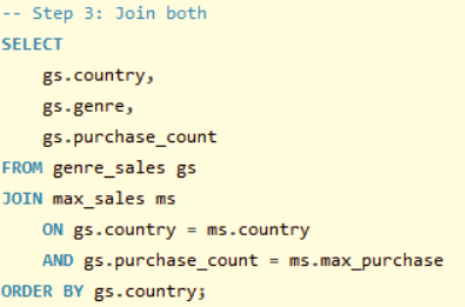 -- Step 3: Join both
SELECT
    gs.country,
    gs.genre,
    gs.purchase_count
FROM genre_sales gs
JOIN max_sales ms
    ON gs.country = ms.country
    AND gs.purchase_count = ms.max_purchase
ORDER BY gs.country;